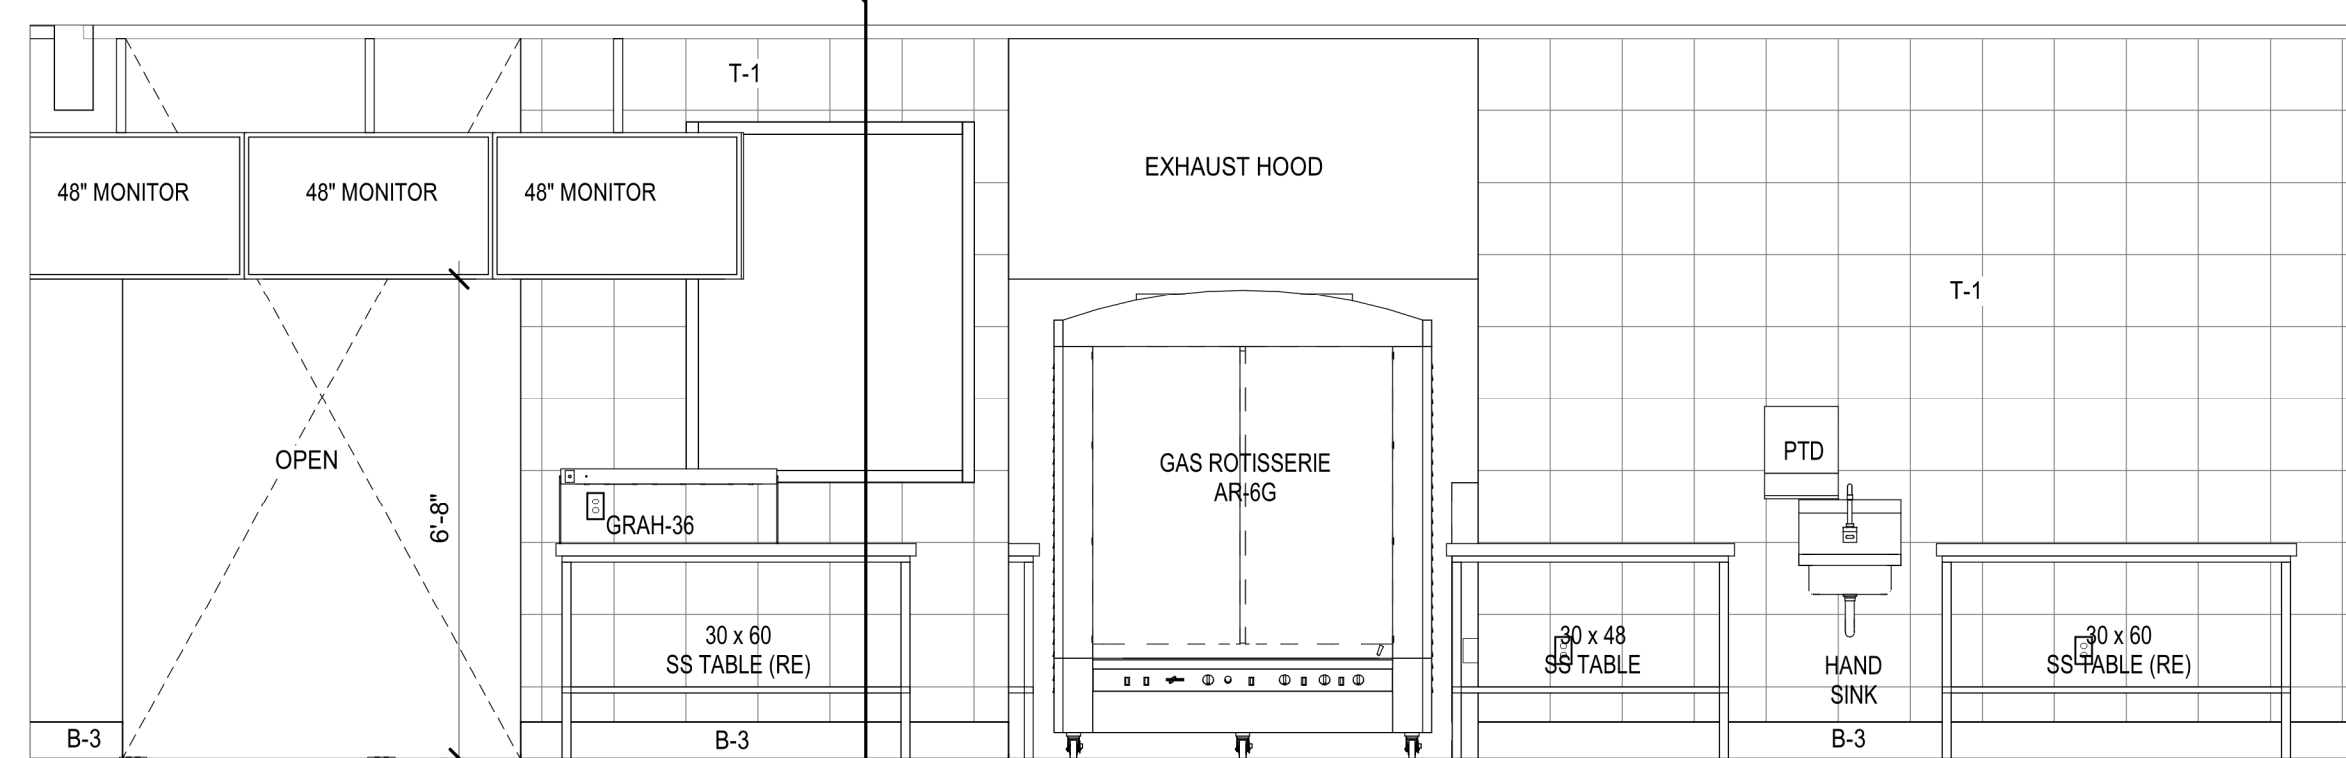 T-1
EXHAUST HOOD
48" MONITOR
48" MONITOR
48" MONITOR
T-1
OPEN
6'-8"
GRAH-36
GAS ROTISSERIE
AR-6G
PTD
30 x 60
SS TABLE (RE)
30 x 48
SS TABLE
HAND
SINK
30 x 60
SS TABLE (RE)
B-3
B-3
B-3